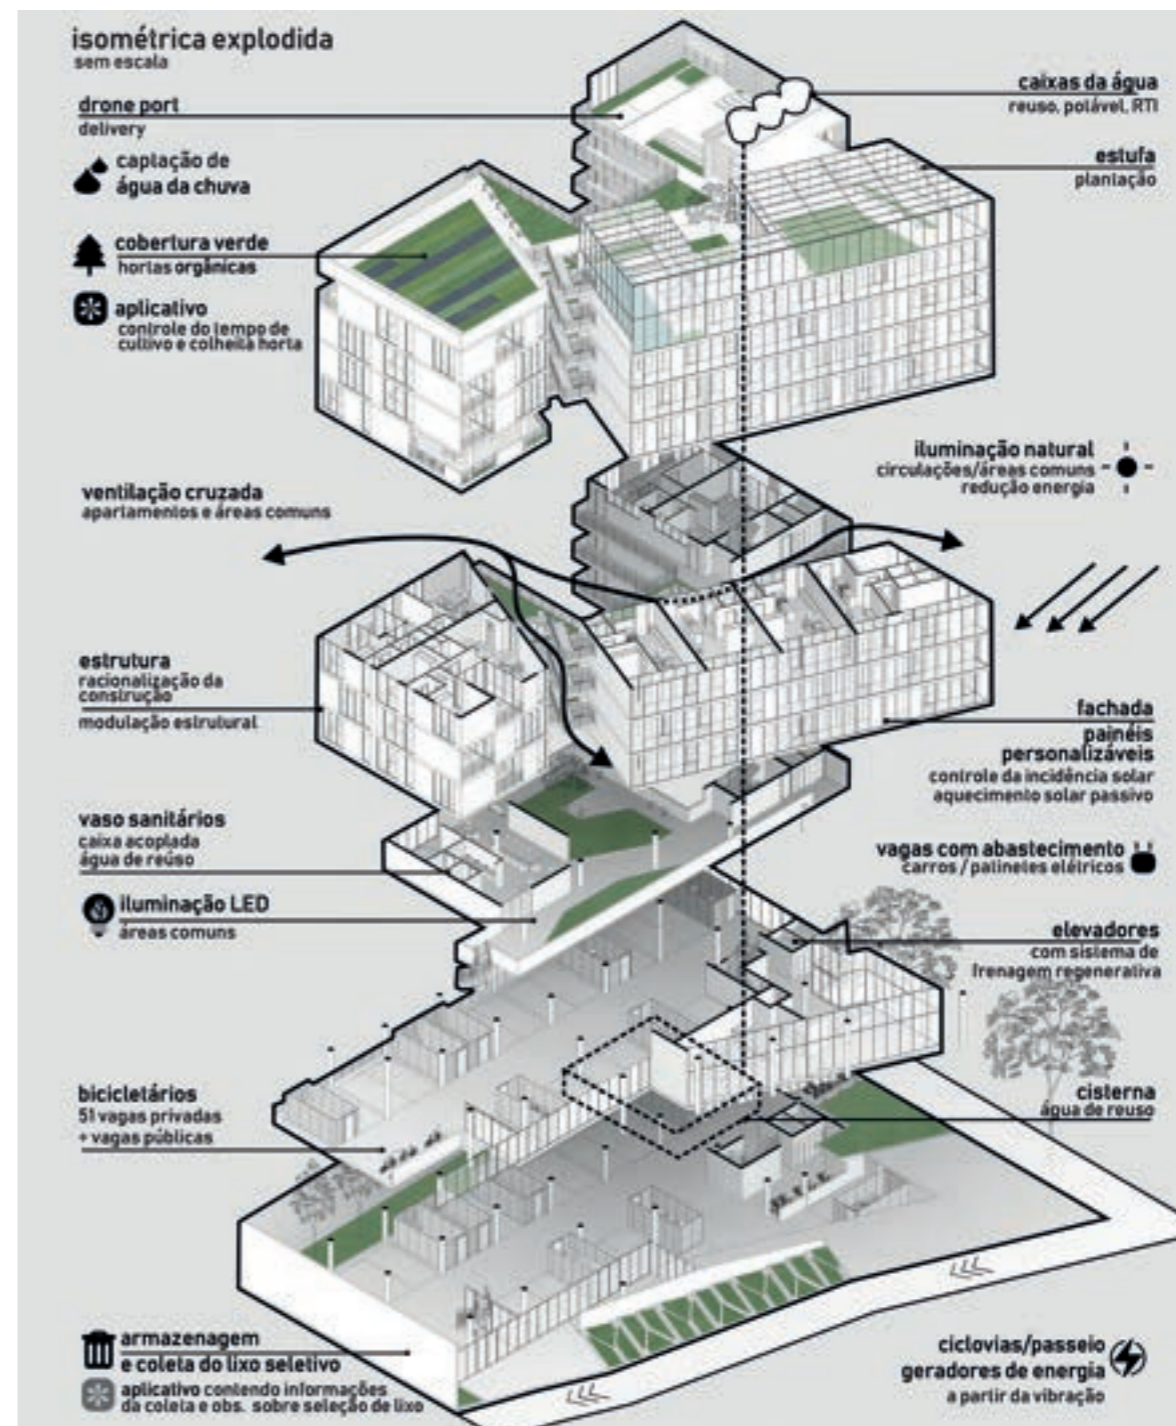 isométrica explodida
sem escala
drone port
delivery
captação de
água da chuva
cobertura verde
hortas orgânicas
aplicativo
controle do tempo de
cultivo e colheita horta
ventilação cruzada
apartamentos e áreas comuns
estrutura
racionalização da
construção
modulação estrutural
vaso sanitários
caixa acoplada
água de reúso
iluminação LED
áreas comuns
bicicletários
51 vagas privadas
+ vagas públicas
armazenagem
e coleta do lixo seletivo
aplicativo contendo informações
da coleta e obs. sobre seleção de lixo
caixas da água
reuso, potável, RTI
estufa
plantação
iluminação natural
circulações/áreas comuns
redução energia
fachada
painéis
personalizáveis
controle da incidência solar
aquecimento solar passivo
vagas com abastecimento
carros / patinetes elétricos
elevadores
com sistema de
frenagem regenerativa
cisterna
água de reuso
ciclovias/passeio
geradores de energia
a partir da vibração